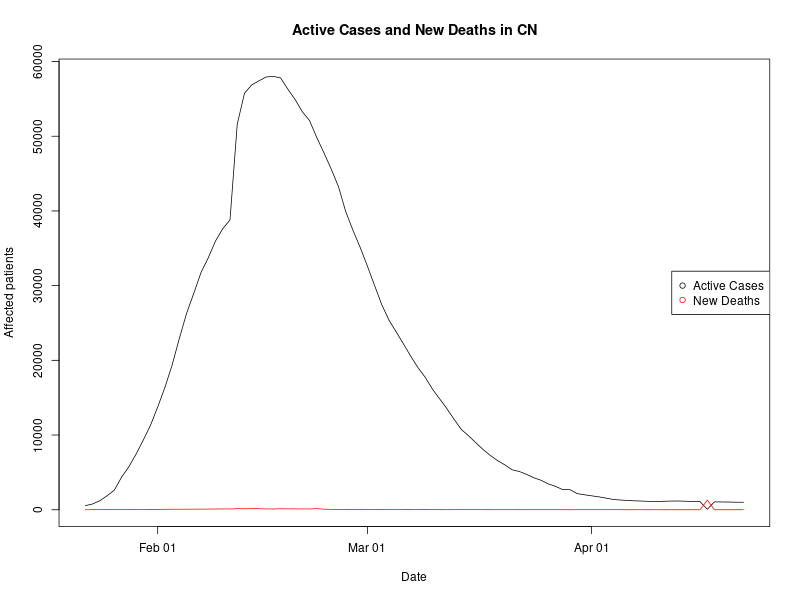 Active Cases and New Deaths in CN
Affected patients
60000
50000
40000
30000
20000
10000
0
Active Cases
New Deaths
Feb 01
Mar 01
Apr 01
Date